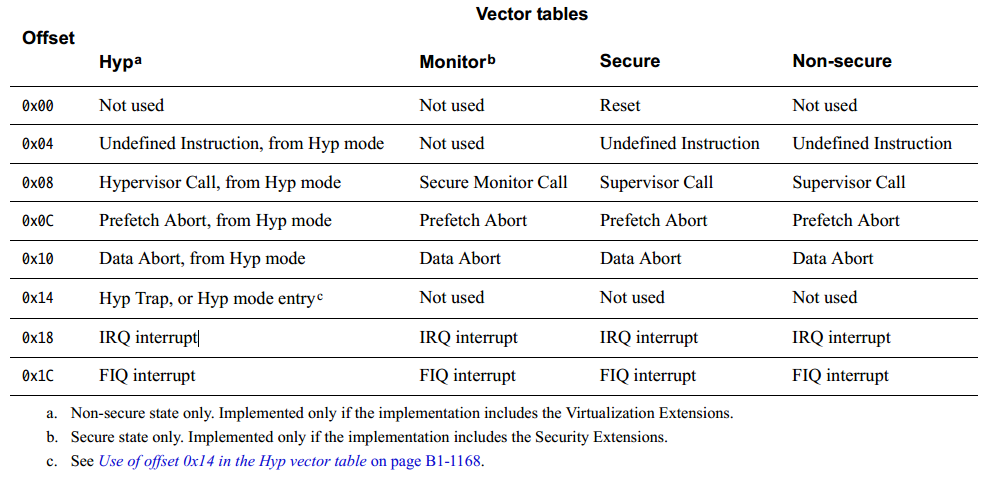 Vector tables
Offset
Hypa Monitorb Secure Non-secure
0x00 Not used Not used Reset Not used
0x04 Undefined Instruction, from Hyp mode Not used Undefined Instruction Undefined Instruction
0x08 Hypervisor Call, from Hyp mode Secure Monitor Call Supervisor Call Supervisor Call
0x0C Prefetch Abort, from Hyp mode Prefetch Abort Prefetch Abort Prefetch Abort
0x10 Data Abort, from Hyp mode Data Abort Data Abort Data Abort
0x14 Hyp Trap, or Hyp mode entryc Not used Not used Not used
0x18 IRQ interrupt IRQ interrupt IRQ interrupt IRQ interrupt
0x1C FIQ interrupt FIQ interrupt FIQ interrupt FIQ interrupt
a. Non-secure state only. Implemented only if the implementation includes the Virtualization Extensions.
b. Secure state only. Implemented only if the implementation includes the Security Extensions.
c. See Use of offset 0x14 in the Hyp vector table on page B1-1168.